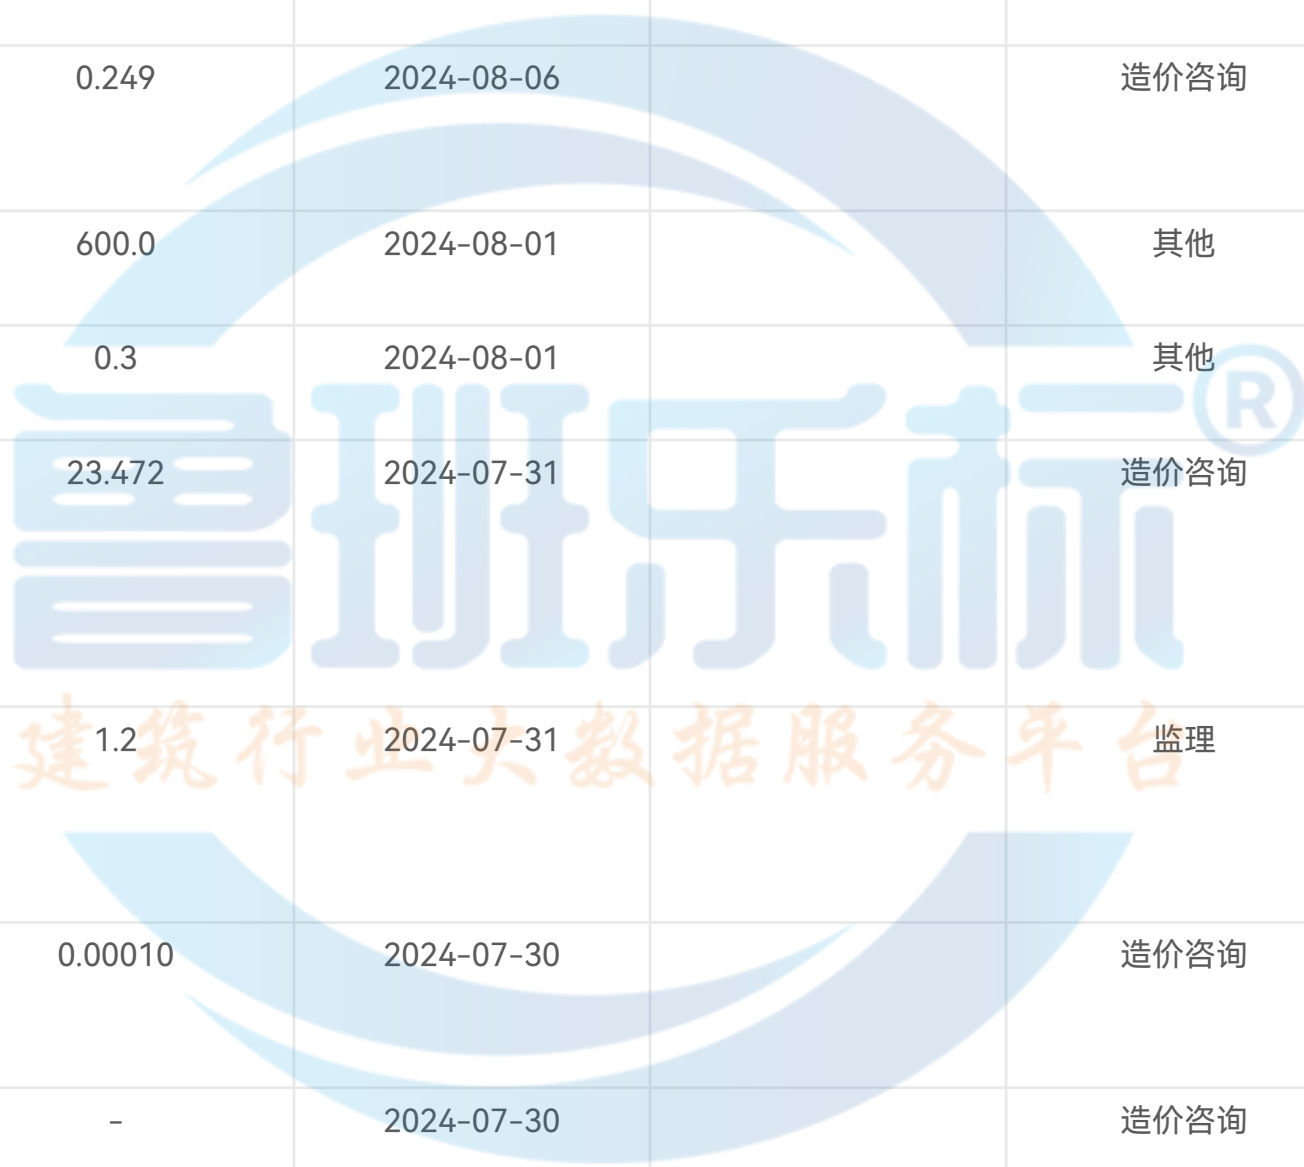 0.249 2024-08-06 造价咨询
600.0 2024-08-01 其他
0.3 2024-08-01 其他
®
鲁班乐标
23.472 2024-07-31 造价咨询
建筑行业大数据服务平台
1.2 2024-07-31 监理
0.00010 2024-07-30 造价咨询
- 2024-07-30 造价咨询